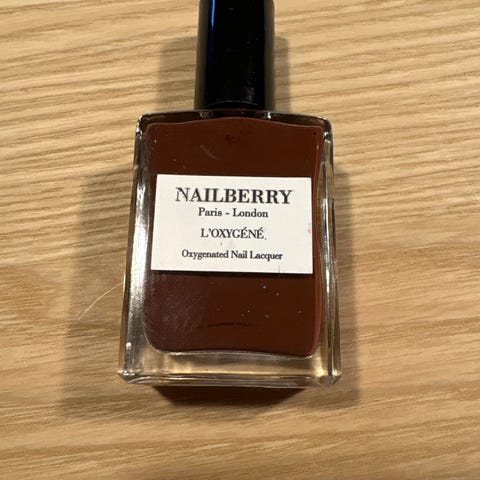 NAILBERRY
Paris - London
L'OXYGÉNÉ
Oxygenated Nail Lacquer